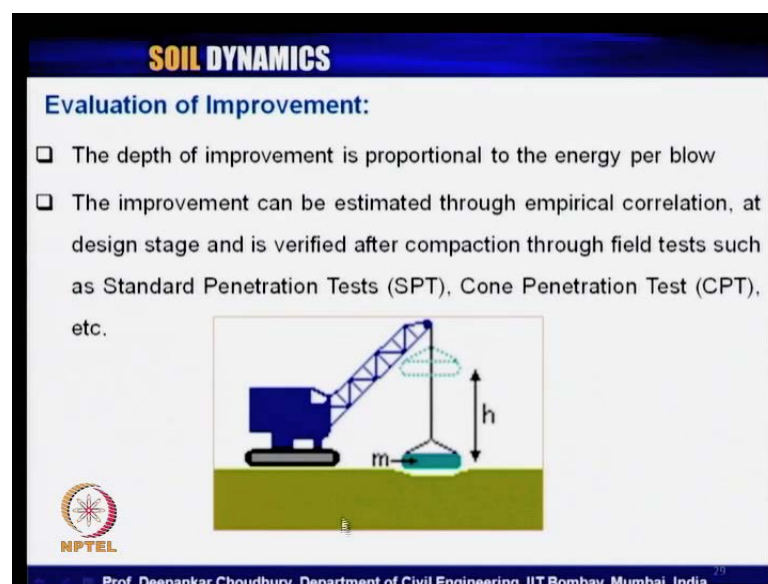 SOIL DYNAMICS
Evaluation of Improvement:
The depth of improvement is proportional to the energy per blow
The improvement can be estimated through empirical correlation, at
design stage and is verified after compaction through field tests such
as Standard Penetration Tests (SPT), Cone Penetration Test (CPT),
etc.
h
m
NPTEL
29
Prof. Deepankar Choudhury, Department of Civil Engineering, IIT Bombay, Mumbai, India